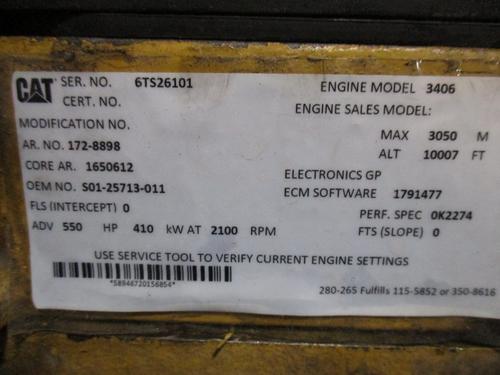 CAT SER. NO. 6TS26101 ENGINE MODEL 3406
CERT. NO. ENGINE SALES MODEL:
MODIFICATION NO. MAX 3050 M
AR. NO. 172-8898 ALT 10007 FT
CORE AR. 1650612 ELECTRONICS GP
OEM NO. S01-25713-011 ECM SOFTWARE 1791477
FLS (INTERCEPT) 0 PERF. SPEC 0K2274
ADV 550 HP 410 kW AT 2100 RPM FTS (SLOPE) 0
USE SERVICE TOOL TO VERIFY CURRENT ENGINE SETTINGS
*58946720156854*
280-265 Fulfills 115-5852 or 350-8616